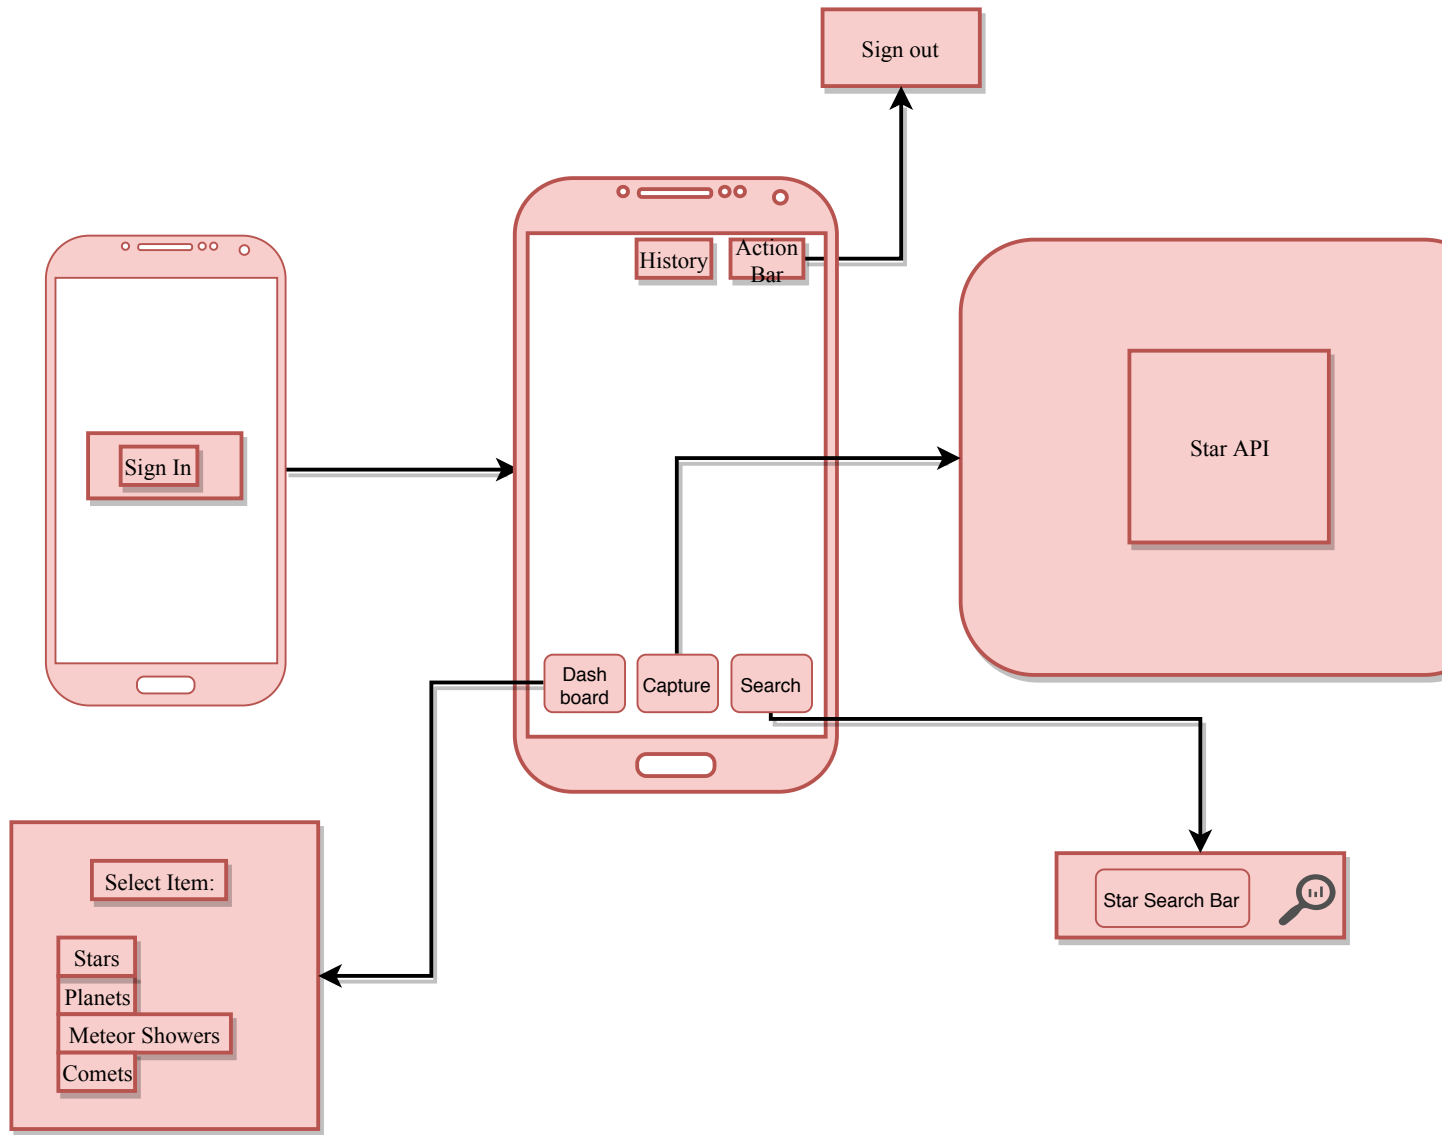 Sign out
History
Action
Bar
Sign In
Star API
Dash
board
Capture
Search
Select Item:
Stars
Planets
Meteor Showers
Comets
Star Search Bar